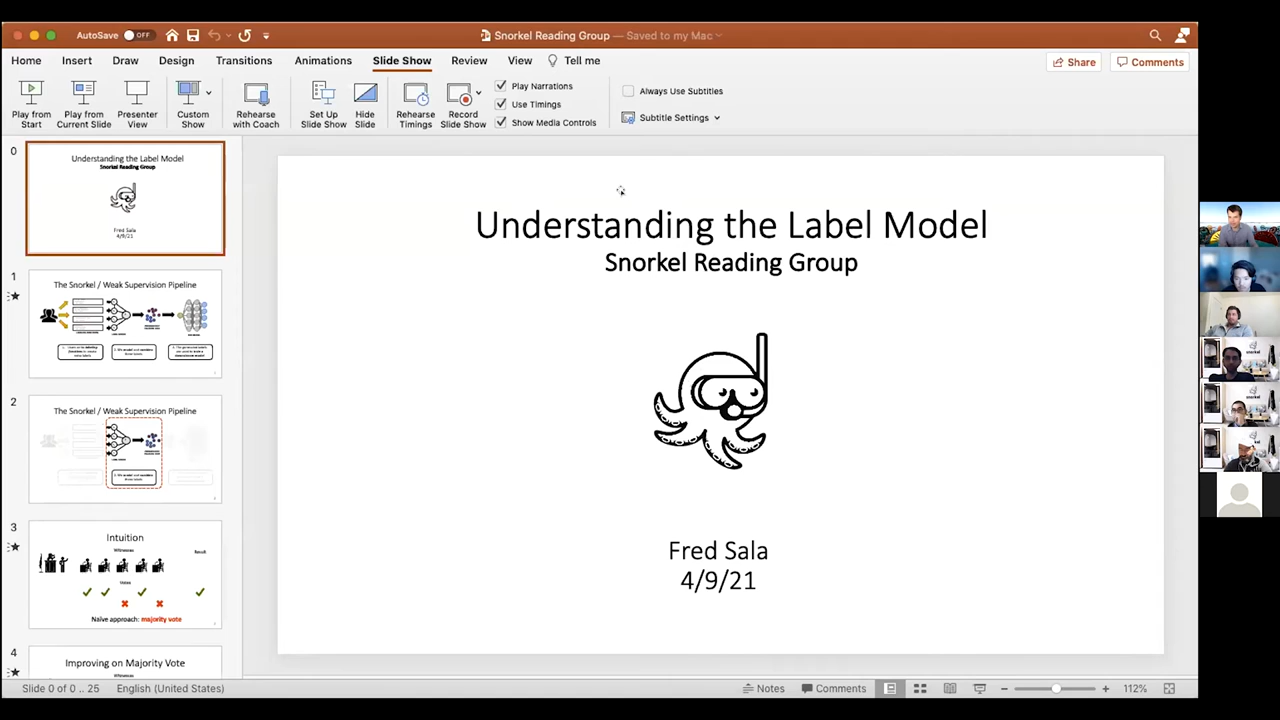 AutoSave OFF
Snorkel Reading Group — Saved to my Mac
Home Insert Draw Design Transitions Animations Slide Show Review View Tell me
Share Comments
Play from Start
Play from Current Slide
Presenter View
Custom Show
Rehearse with Coach
Set Up Slide Show
Hide Slide
Rehearse Timings
Record Slide Show
Play Narrations
Use Timings
Show Media Controls
Always Use Subtitles
Subtitle Settings
0
Understanding the Label Model
Snorkel Reading Group
Fred Sala
4/9/21
1
The Snorkel / Weak Supervision Pipeline
2
The Snorkel / Weak Supervision Pipeline
3
Intuition
Witnesses
Result
Votes
Naïve approach: majority vote
4
Improving on Majority Vote
Witnesses
Understanding the Label Model
Snorkel Reading Group
Fred Sala
4/9/21
Slide 0 of 0 .. 25
English (United States)
Notes
Comments
112%